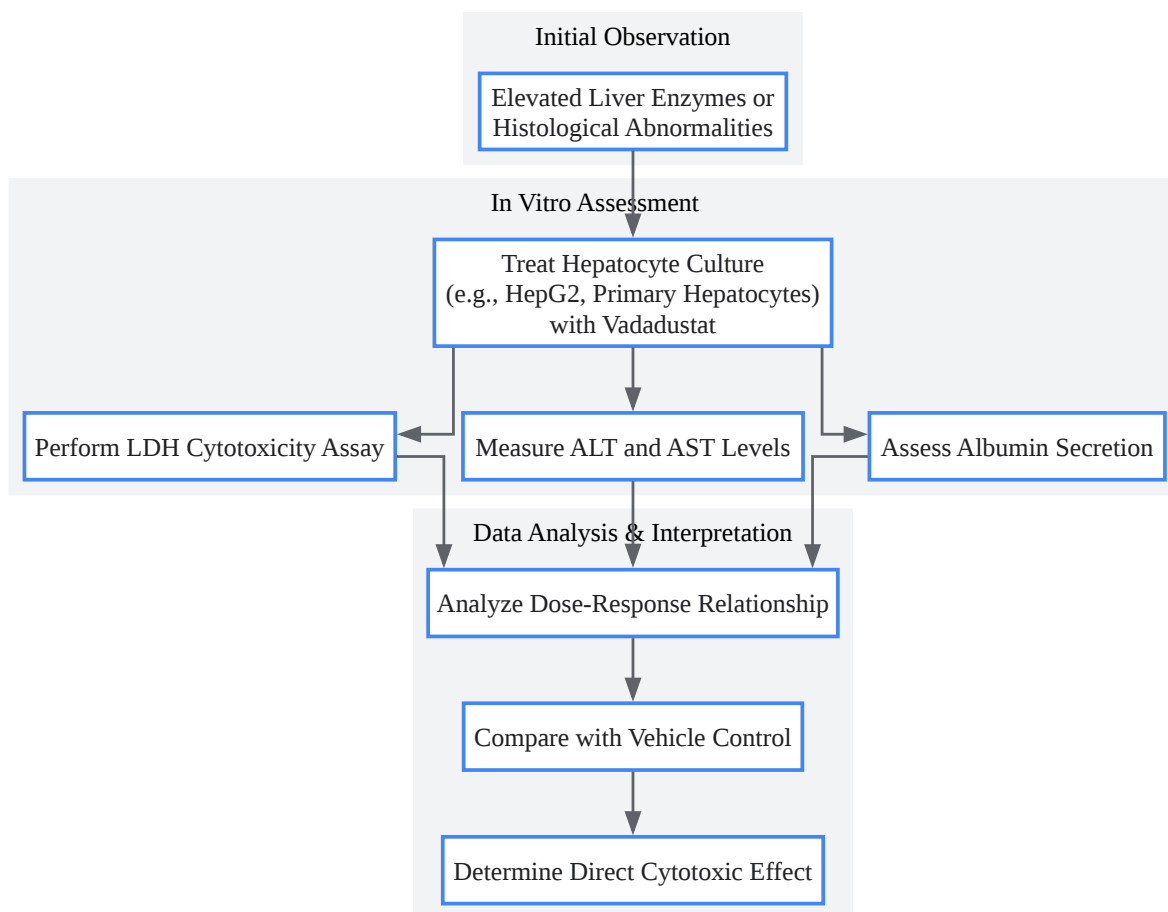 Initial Observation
Elevated Liver Enzymes or
Histological Abnormalities
In Vitro Assessment
Treat Hepatocyte Culture
(e.g., HepG2, Primary Hepatocytes)
with Vadadustat
Perform LDH Cytotoxicity Assay
Measure ALT and AST Levels
Assess Albumin Secretion
Data Analysis & Interpretation
Analyze Dose-Response Relationship
Compare with Vehicle Control
Determine Direct Cytotoxic Effect